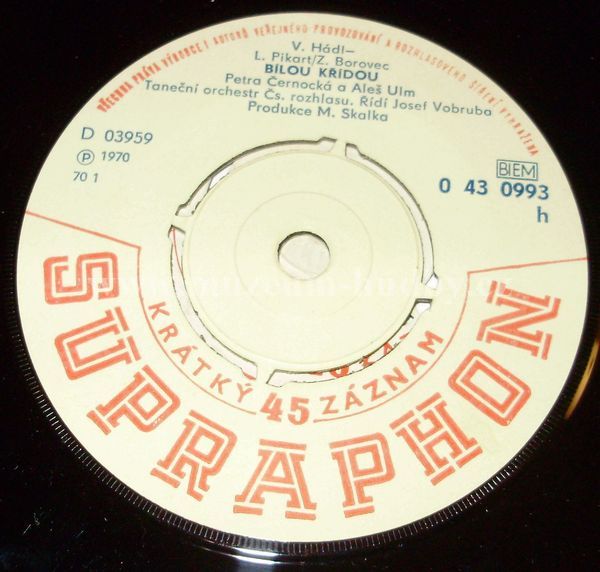 VŠECHNA PRÁVA VÝROBCE I AUTORŮ VEŘEJNÉHO PROVOZOVÁNÍ A ROZHLASOVÉHO ŠÍŘENÍ VYHRAŽENA
V. Hádl–
L. Pikart/Z. Borovec
BÍLOU KŘÍDOU
Petra Černocká a Aleš Ulm
Taneční orchestr Čs. rozhlasu. Řídí Josef Vobruba
Produkce M. Skalka
D 03959
Ⓟ 1970
70 1
BIEM
0 43 0993
h
KRÁTKÝ 45 ZÁZNAM
SUPRAPHON